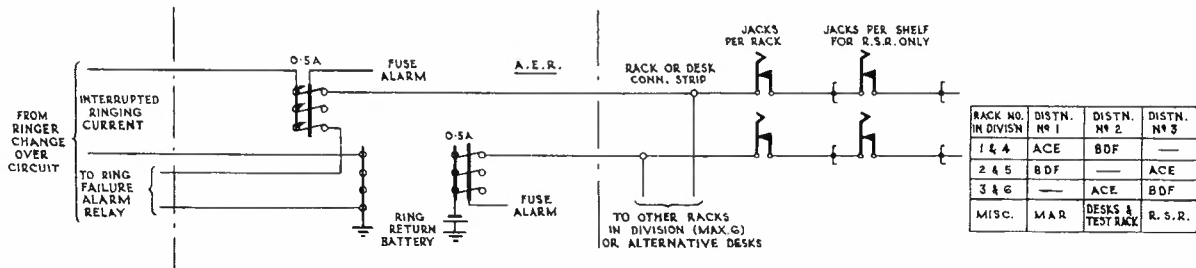 0·5A
FUSE
ALARM
A.E.R.
RACK OR DESK
CONN. STRIP
JACKS
PER RACK
JACKS PER SHELF
FOR R.S.R. ONLY
FROM
RINGER
CHANGE
OVER
CIRCUIT
INTERRUPTED
RINGING
CURRENT
TO RING
FAILURE
ALARM
RELAY
0·5A
RING
RETURN
BATTERY
FUSE
ALARM
TO OTHER RACKS
IN DIVISION (MAX.6)
OR ALTERNATIVE DESKS
RACK NO. IN DIVISN DISTN. Nº 1 DISTN. Nº 2 DISTN. Nº 3
1 & 4 ACE BDF —
2 & 5 BDF — ACE
3 & 6 — ACE BDF
MISC. MAR DESKS & TEST RACK R.S.R.